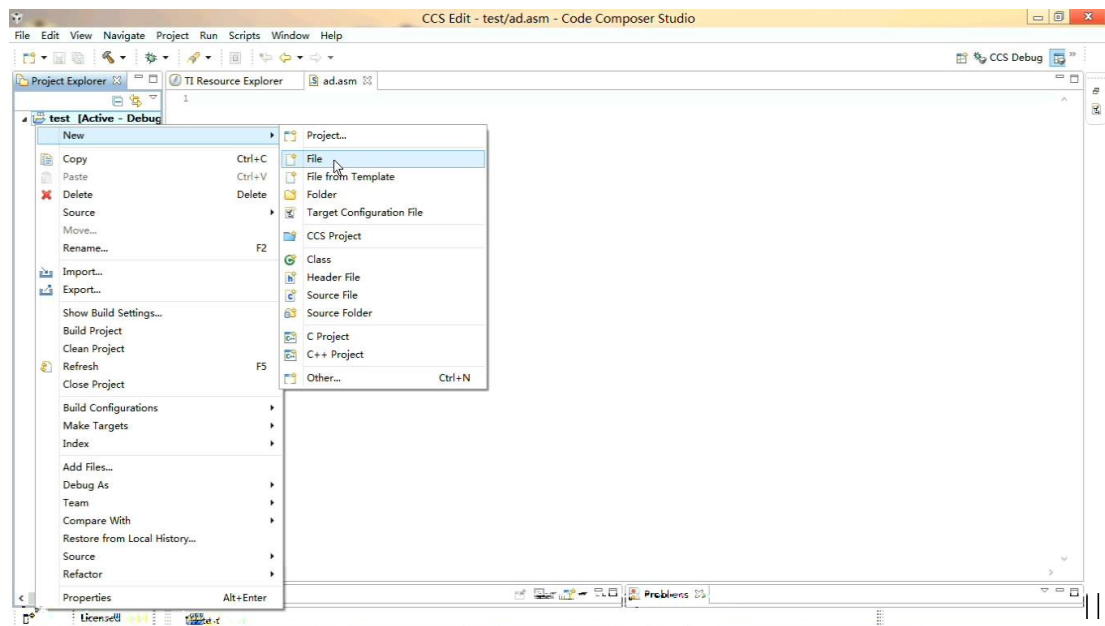 CCS Edit - test/ad.asm - Code Composer Studio
File Edit View Navigate Project Run Scripts Window Help
CCS Debug
Project Explorer TI Resource Explorer ad.asm
1
test [Active - Debug
New
Copy Ctrl+C
Paste Ctrl+V
Delete Delete
Source
Move...
Rename... F2
Import...
Export...
Show Build Settings...
Build Project
Clean Project
Refresh F5
Close Project
Build Configurations
Make Targets
Index
Add Files...
Debug As
Team
Compare With
Restore from Local History...
Source
Refactor
Properties Alt+Enter
Project...
File
File from Template
Folder
Target Configuration File
CCS Project
Class
Header File
Source File
Source Folder
C Project
C++ Project
Other... Ctrl+N
Problems
Licensed